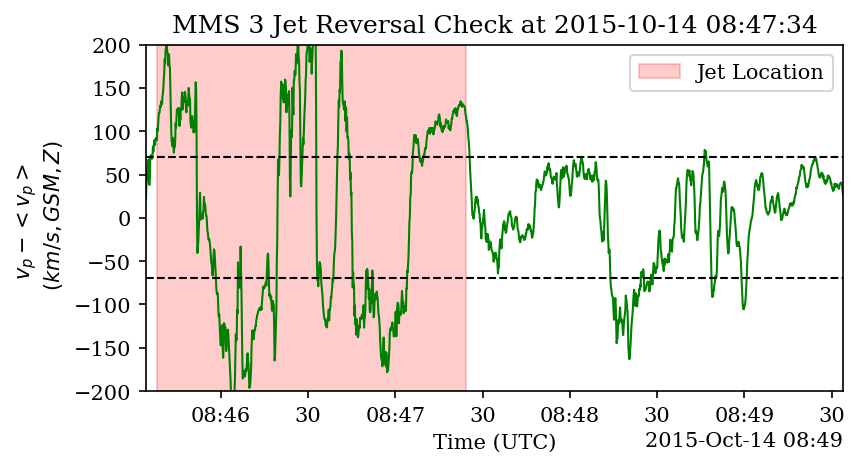 MMS 3 Jet Reversal Check at 2015-10-14 08:47:34
Jet Location
v_p − < v_p >
(km/s, GSM, Z)
200
150
100
50
0
−50
−100
−150
−200
08:46 30 08:47 30 08:48 30 08:49 30
Time (UTC)
2015-Oct-14 08:49